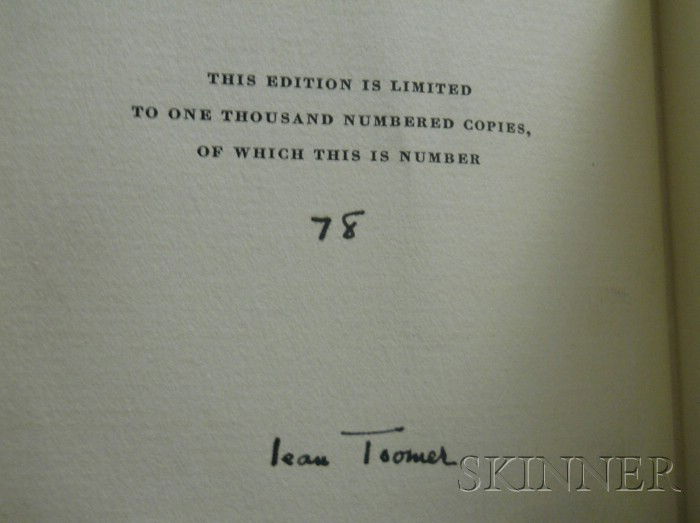 THIS EDITION IS LIMITED
TO ONE THOUSAND NUMBERED COPIES,
OF WHICH THIS IS NUMBER
78
Jean Toomer
SKINNER